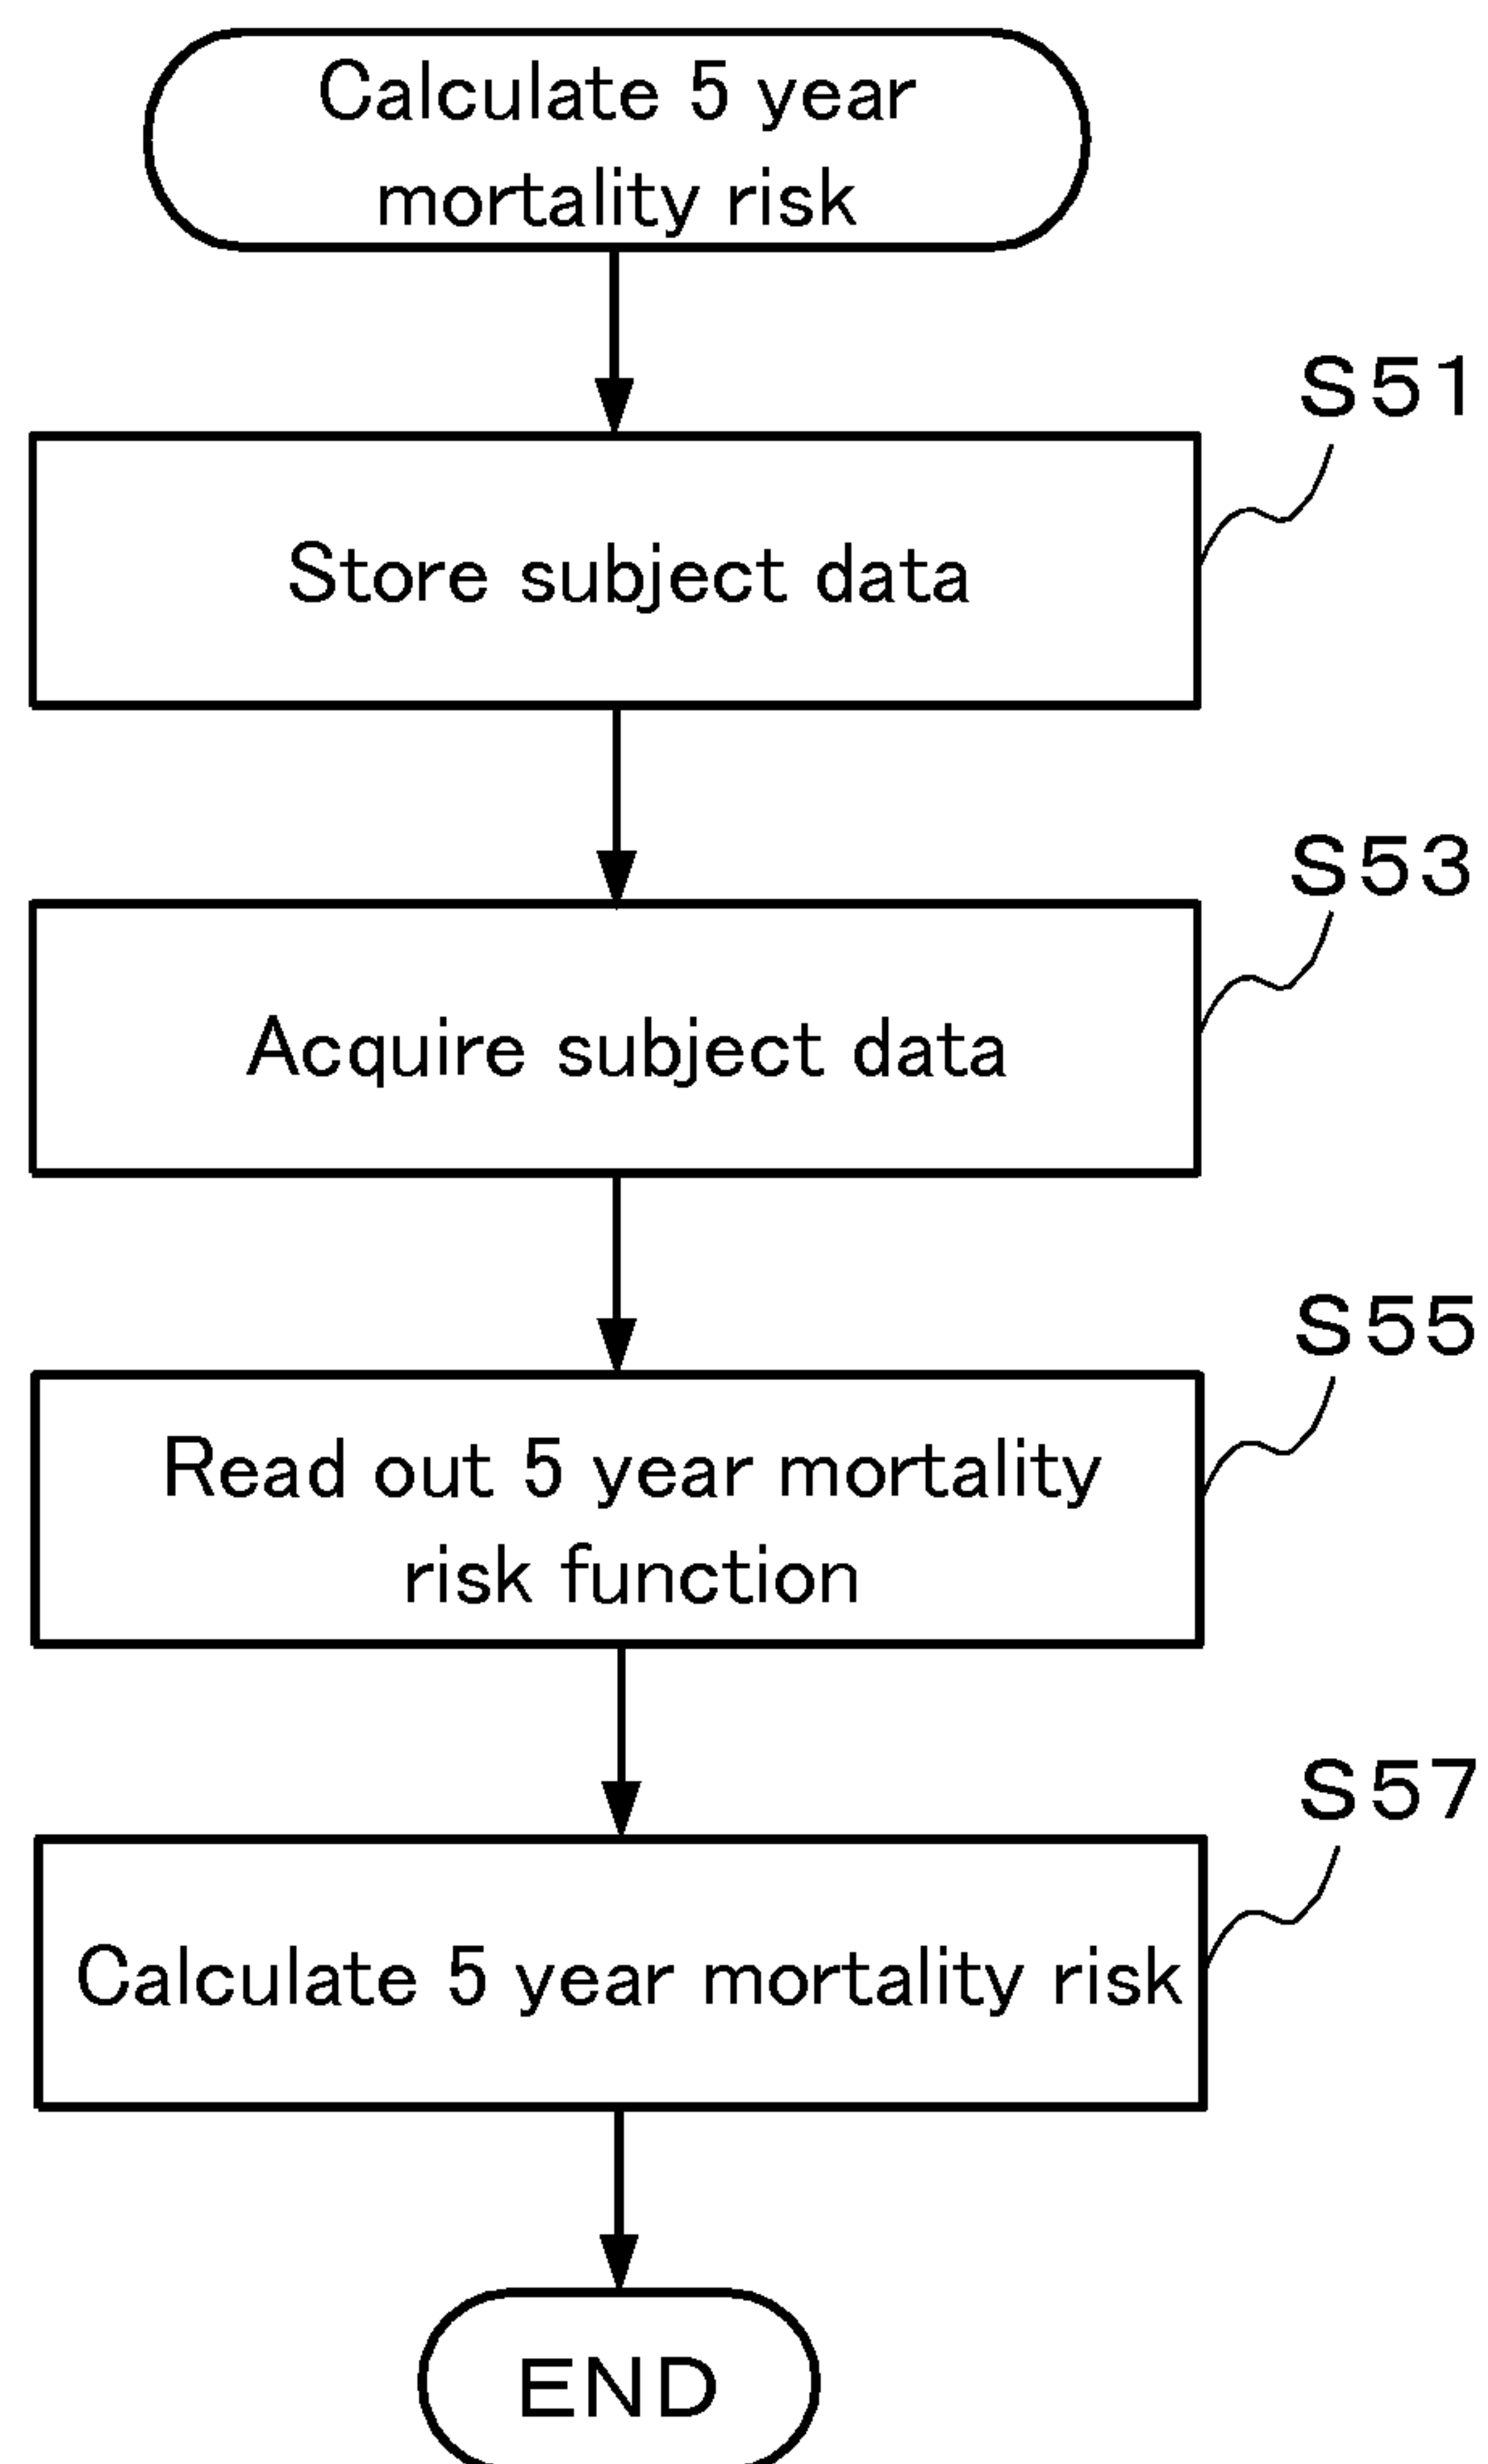 Calculate 5 year
mortality risk
S51
Store subject data
S53
Acquire subject data
S55
Read out 5 year mortality
risk function
S57
Calculate 5 year mortality risk
END